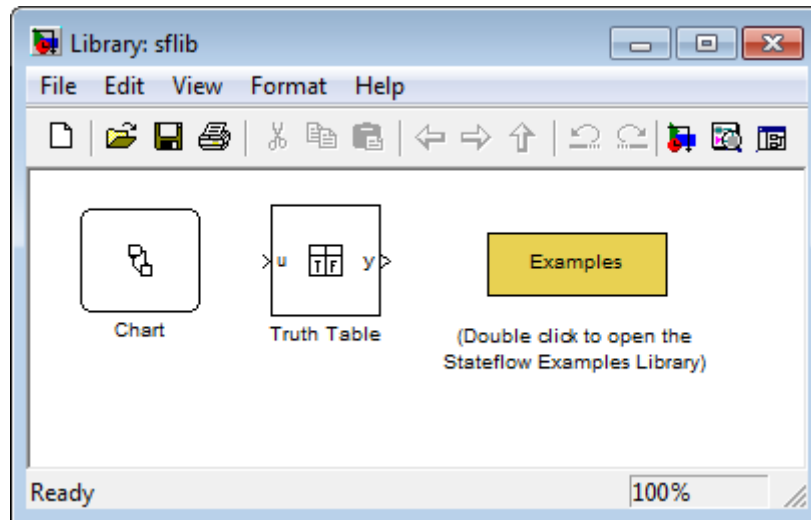 Library: sflib
File Edit View Format Help
u T F y
Examples
Chart
Truth Table
(Double click to open the
Stateflow Examples Library)
Ready 100%